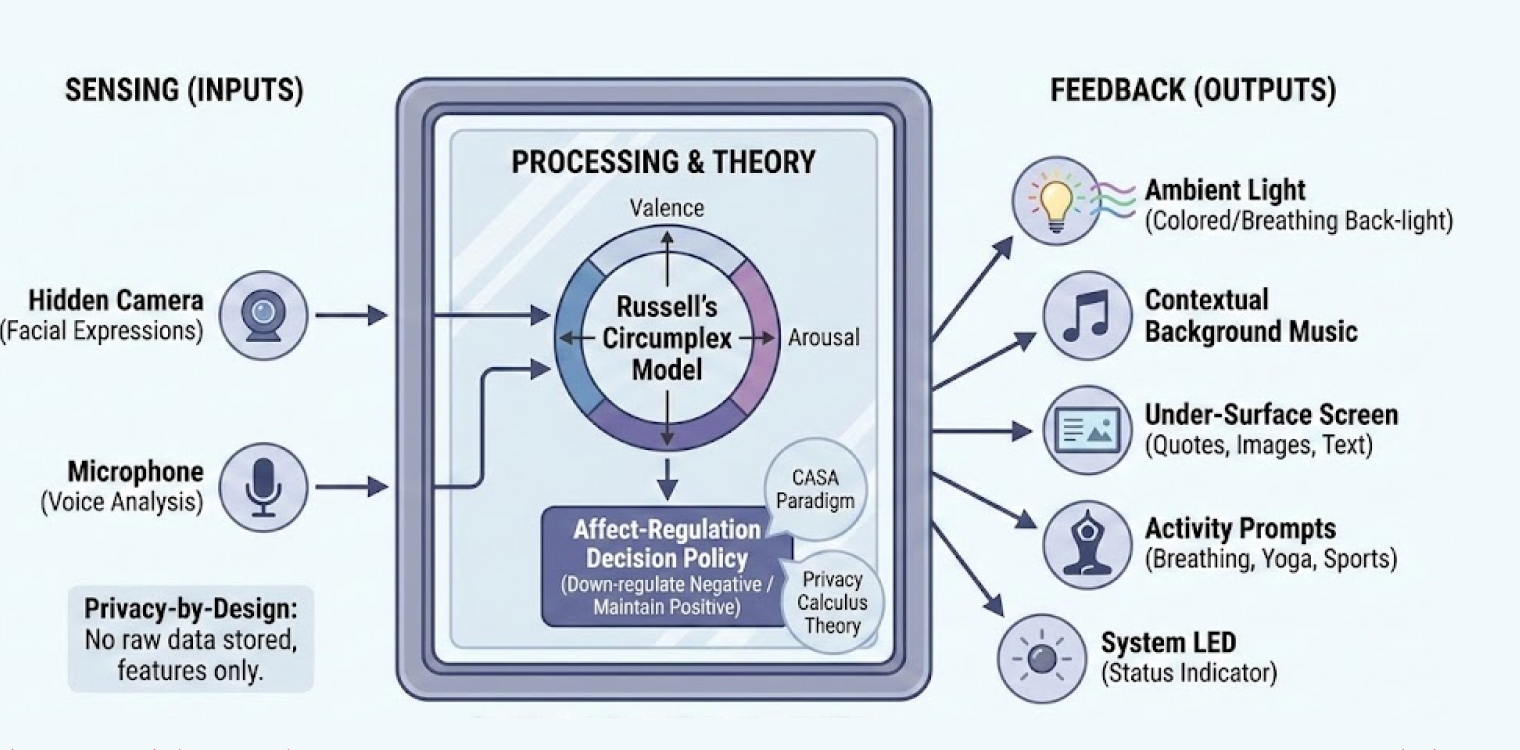 SENSING (INPUTS)
Hidden Camera
(Facial Expressions)
Microphone
(Voice Analysis)
Privacy-by-Design:
No raw data stored,
features only.
PROCESSING & THEORY
Valence
Russell's
Circumplex
Model
Arousal
CASA
Paradigm
Affect-Regulation
Decision Policy
(Down-regulate Negative /
Maintain Positive)
Privacy
Calculus
Theory
FEEDBACK (OUTPUTS)
Ambient Light
(Colored/Breathing Back-light)
Contextual
Background Music
Under-Surface Screen
(Quotes, Images, Text)
Activity Prompts
(Breathing, Yoga, Sports)
System LED
(Status Indicator)